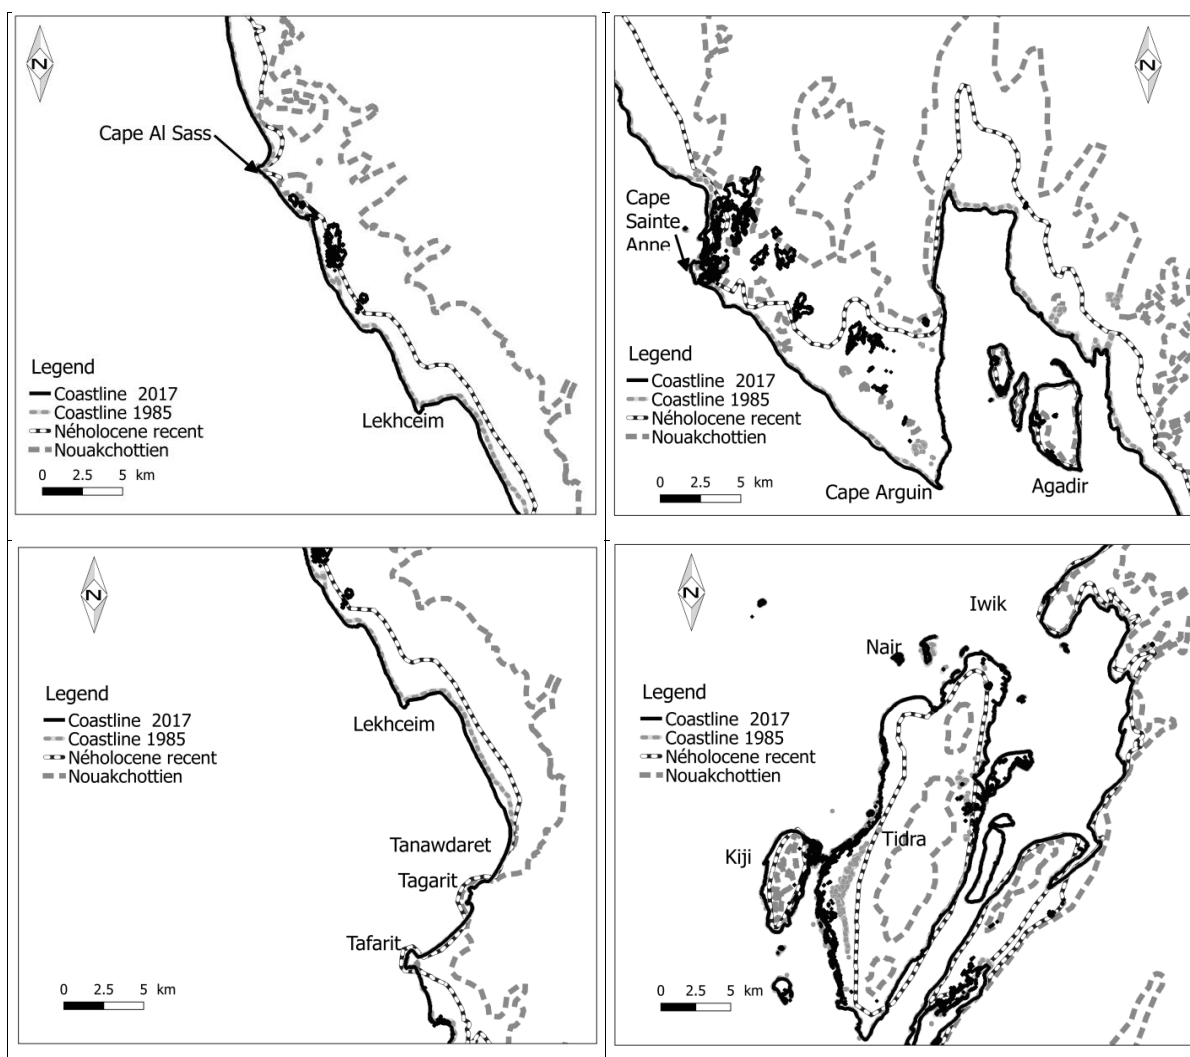 N
Cape Al Sass
Lekhceim
Legend
Coastline 2017
Coastline 1985
Néholocene recent
Nouakchottien
0 2.5 5 km
N
Cape
Sainte
Anne
Legend
Coastline 2017
Coastline 1985
Néholocene recent
Nouakchottien
0 2.5 5 km
Cape Arguin
Agadir
N
Legend
Coastline 2017
Coastline 1985
Néholocene recent
Nouakchottien
Lekhceim
Tanawdaret
Tagarit
Tafarit
0 2.5 5 km
N
Iwik
Nair
Legend
Coastline 2017
Coastline 1985
Néholocene recent
Nouakchottien
Tidra
Kiji
0 2.5 5 km